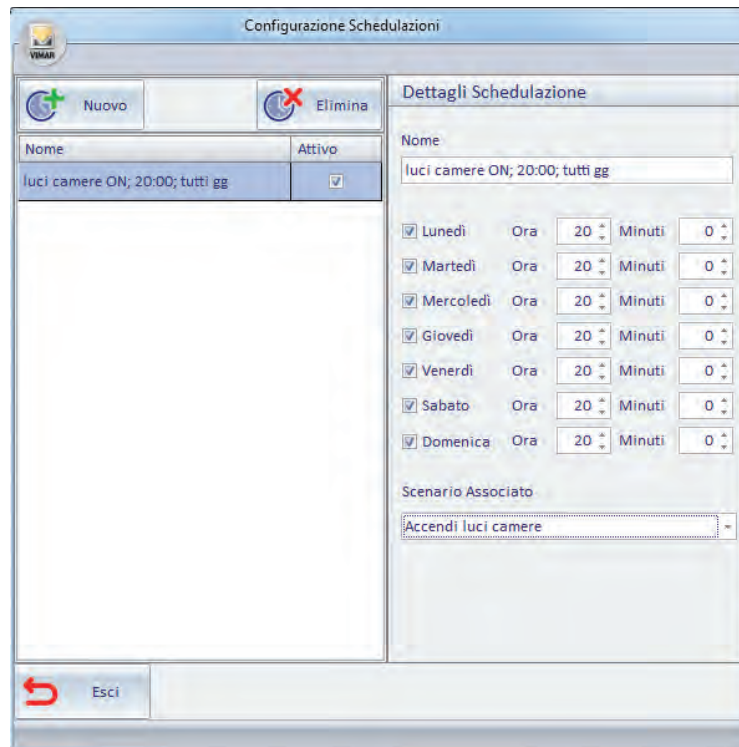 Configurazione Schedulazioni
VIMAR
Nuovo
Elimina
Nome Attivo
luci camere ON; 20:00; tutti gg
Dettagli Schedulazione
Nome
luci camere ON; 20:00; tutti gg
Lunedì Ora 20 Minuti 0
Martedì Ora 20 Minuti 0
Mercoledì Ora 20 Minuti 0
Giovedì Ora 20 Minuti 0
Venerdì Ora 20 Minuti 0
Sabato Ora 20 Minuti 0
Domenica Ora 20 Minuti 0
Scenario Associato
Accendi luci camere
Esci